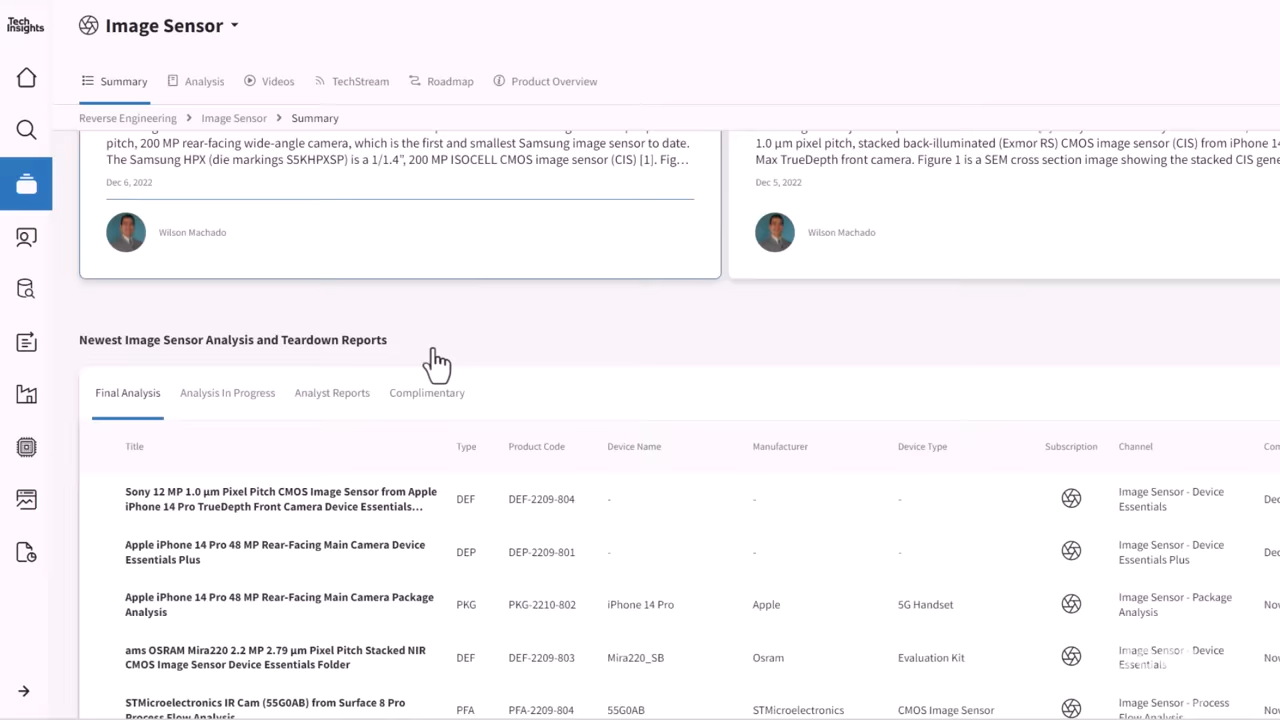 Tech
Insights
Image Sensor
Summary
Analysis
Videos
TechStream
Roadmap
Product Overview
Reverse Engineering > Image Sensor > Summary
pitch, 200 MP rear-facing wide-angle camera, which is the first and smallest Samsung image sensor to date.
The Samsung HPX (die markings S5KHPXSP) is a 1/1.4”, 200 MP ISOCELL CMOS image sensor (CIS) [1]. Fig…
Dec 6, 2022
Wilson Machado
1.0 µm pixel pitch, stacked back-illuminated (Exmor RS) CMOS image sensor (CIS) from iPhone 14
Max TrueDepth front camera. Figure 1 is a SEM cross section image showing the stacked CIS gene
Dec 5, 2022
Wilson Machado
Newest Image Sensor Analysis and Teardown Reports
Final Analysis
Analysis In Progress
Analyst Reports
Complimentary
Title
Type
Product Code
Device Name
Manufacturer
Device Type
Subscription
Channel
Com
Sony 12 MP 1.0 µm Pixel Pitch CMOS Image Sensor from Apple
iPhone 14 Pro TrueDepth Front Camera Device Essentials…
DEF
DEF-2209-804
-
-
-
Image Sensor - Device
Essentials
Dec
Apple iPhone 14 Pro 48 MP Rear-Facing Main Camera Device
Essentials Plus
DEP
DEP-2209-801
-
-
-
Image Sensor - Device
Essentials Plus
Dec
Apple iPhone 14 Pro 48 MP Rear-Facing Main Camera Package
Analysis
PKG
PKG-2210-802
iPhone 14 Pro
Apple
5G Handset
Image Sensor - Package
Analysis
Nov
ams OSRAM Mira220 2.2 MP 2.79 µm Pixel Pitch Stacked NIR
CMOS Image Sensor Device Essentials Folder
DEF
DEF-2209-803
Mira220_SB
Osram
Evaluation Kit
Image Sensor - Device
Essentials
Nov
STMicroelectronics IR Cam (55G0AB) from Surface 8 Pro
Process Flow Analysis
PFA
PFA-2209-804
55G0AB
STMicroelectronics
CMOS Image Sensor
Image Sensor - Process
Flow Analysis
Nov